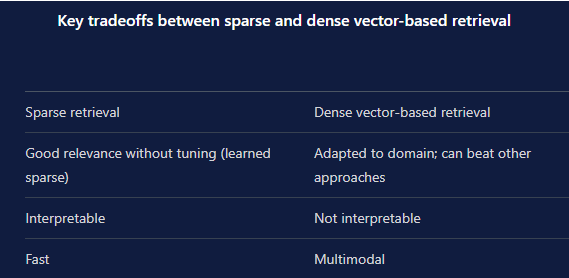 Key tradeoffs between sparse and dense vector-based retrieval
Sparse retrieval
Dense vector-based retrieval
Good relevance without tuning (learned
sparse)
Adapted to domain; can beat other
approaches
Interpretable
Not interpretable
Fast
Multimodal